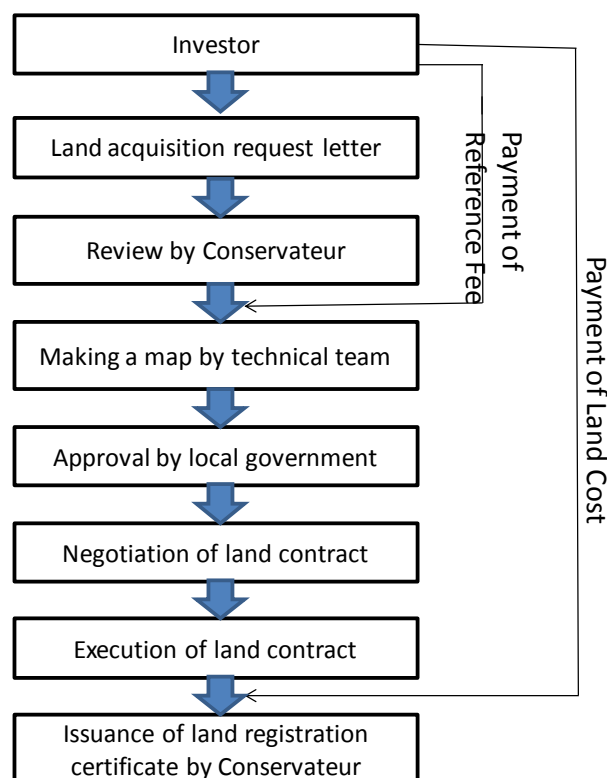 Investor
Land acquisition request letter
Review by Conservateur
Making a map by technical team
Approval by local government
Negotiation of land contract
Execution of land contract
Issuance of land registration
certificate by Conservateur
Payment of
Reference Fee
Payment of Land Cost